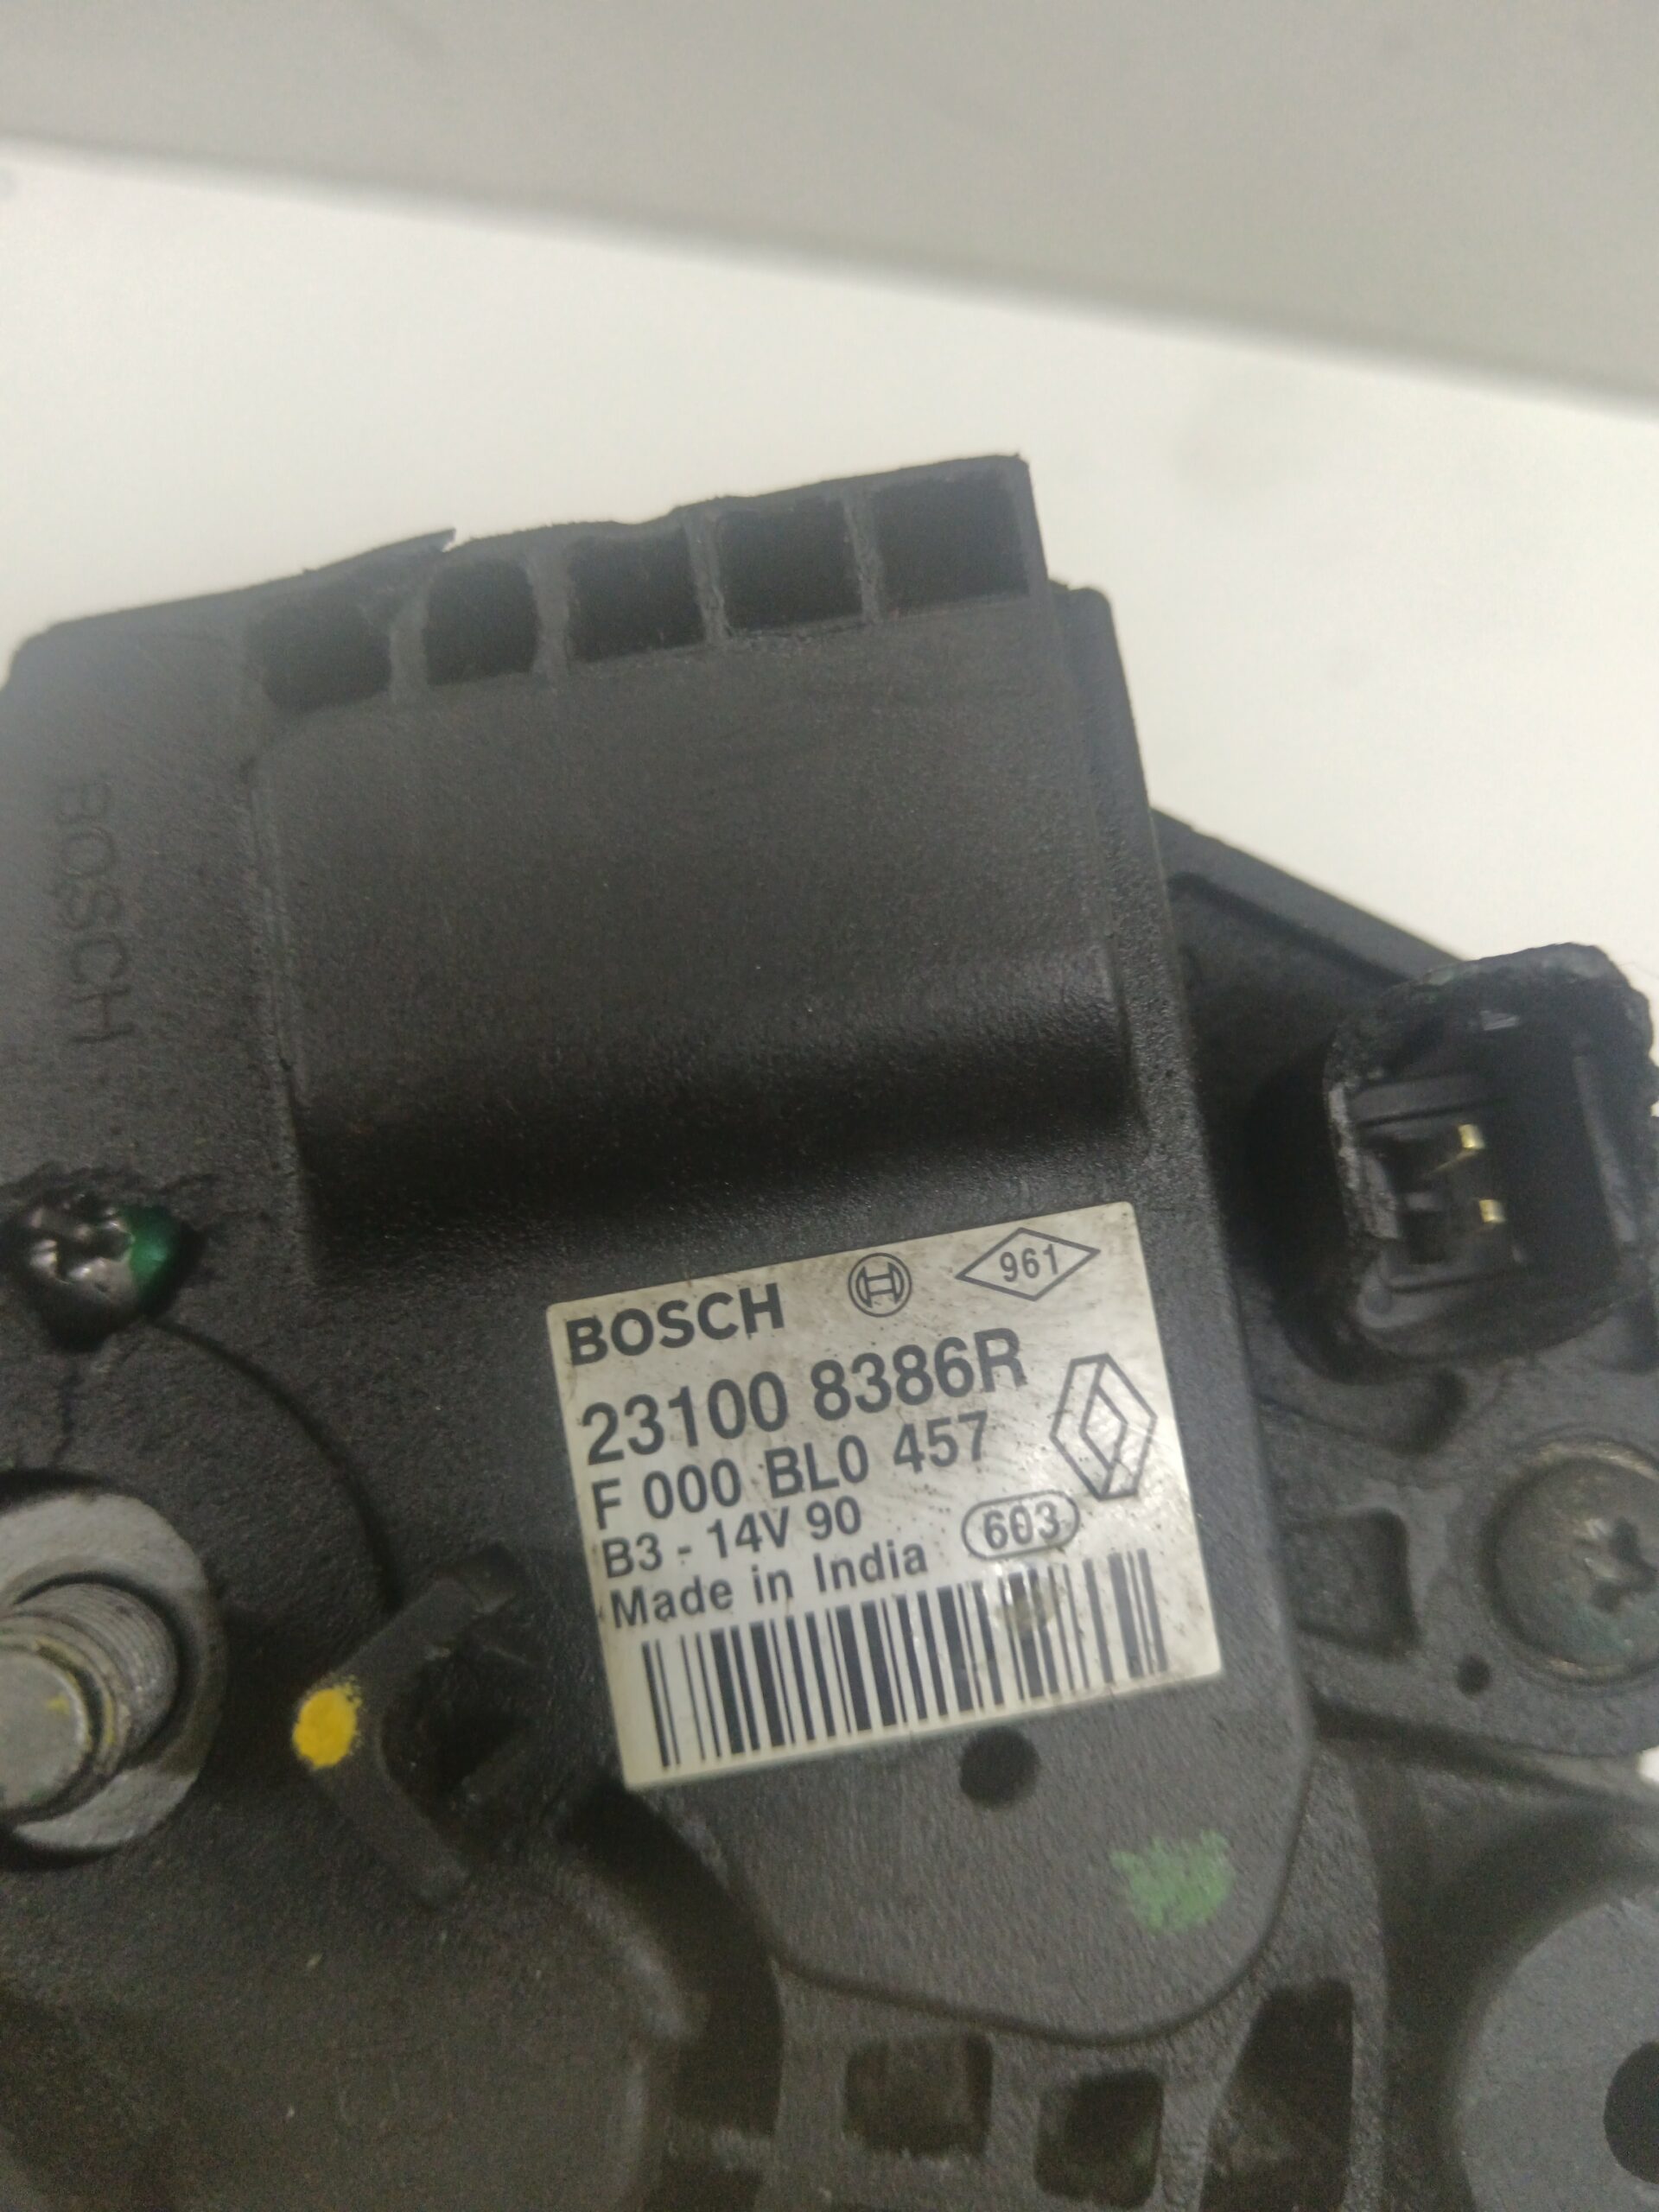 BOSCH
BOSCH 961
23100 8386R
F 000 BL0 457
B3 - 14V 90 603
Made in India